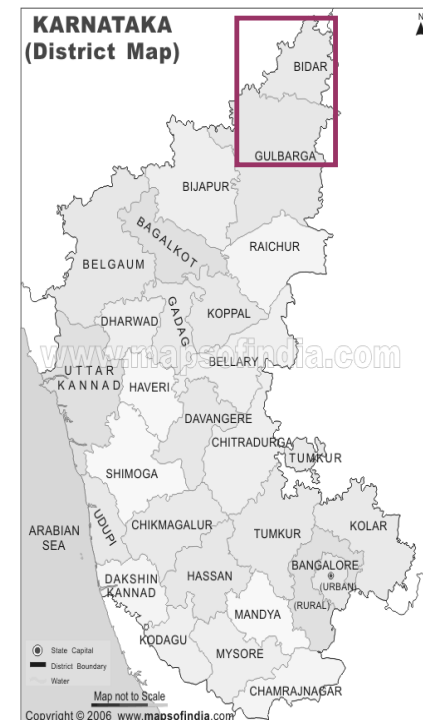 KARNATAKA
(District Map)
N
BIDAR
GULBARGA
BIJAPUR
BAGALKOT
RAICHUR
BELGAUM
GADAG
KOPPAL
DHARWAD
www.mapsofindia.com
BELLARY
UTTAR
KANNAD
HAVERI
DAVANGERE
CHITRADURGA
TUMKUR
SHIMOGA
UDUPI
CHIKMAGALUR
TUMKUR
KOLAR
ARABIAN
SEA
BANGALORE
(URBAN)
(RURAL)
DAKSHIN
KANNAD
HASSAN
MANDYA
KODAGU
MYSORE
CHAMRAJNAGAR
State Capital
District Boundary
Water
Map not to Scale
Copyright © 2006 www.mapsofindia.com